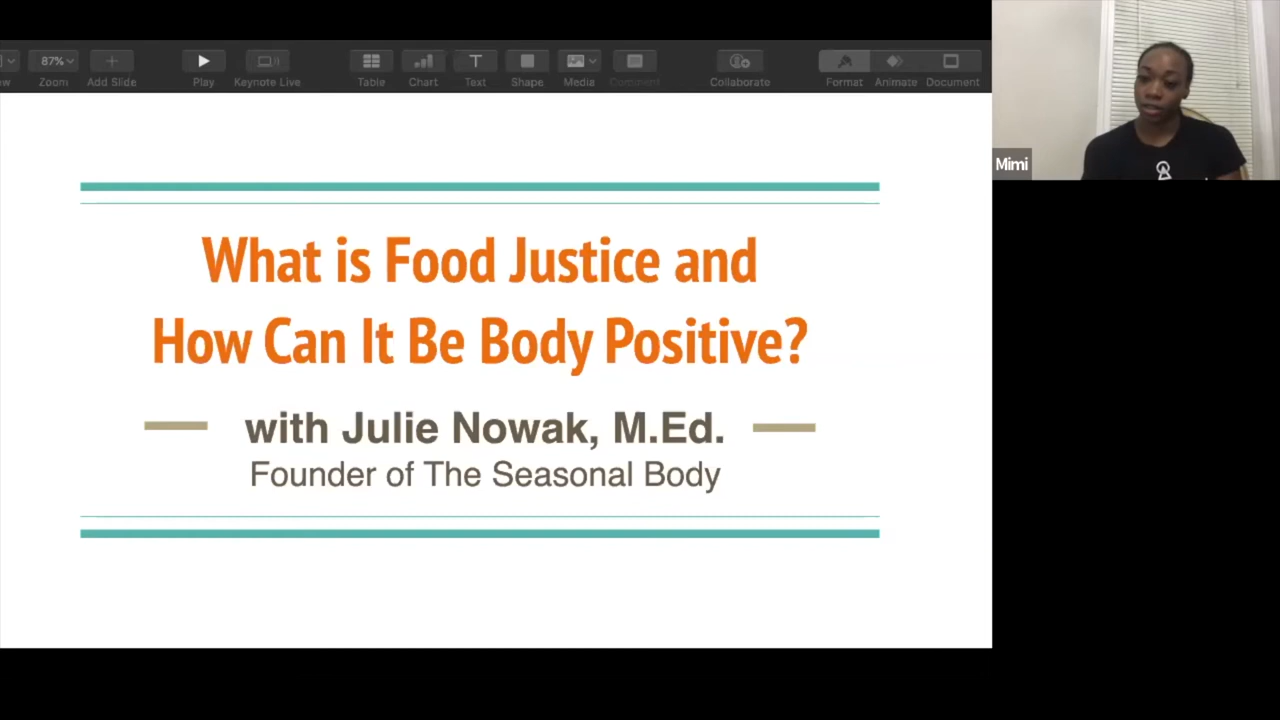 87%
Zoom
Add Slide
Play
Keynote Live
Table
Chart
Text
Shape
Media
Comment
Collaborate
Format
Animate
Document
Mimi
What is Food Justice and
How Can It Be Body Positive?
with Julie Nowak, M.Ed.
Founder of The Seasonal Body